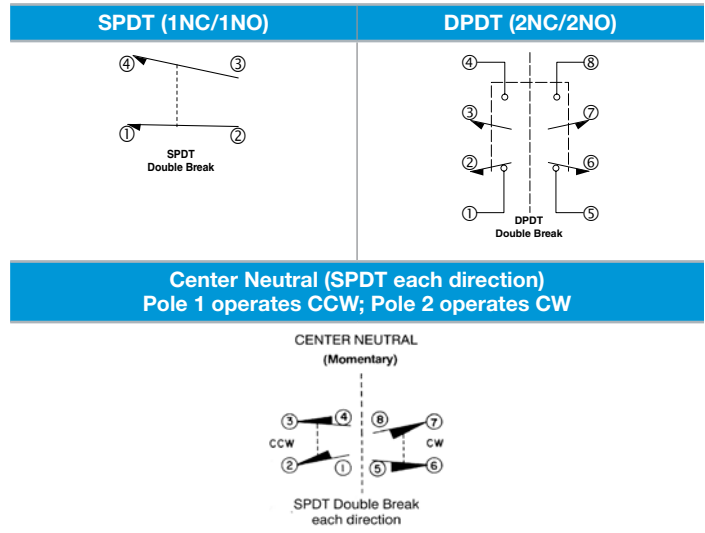 SPDT (1NC/1NO)
DPDT (2NC/2NO)
④ ③
① ②
SPDT
Double Break
④ ⑧
③ ⑦
② ⑥
① ⑤
DPDT
Double Break
Center Neutral (SPDT each direction)
Pole 1 operates CCW; Pole 2 operates CW
CENTER NEUTRAL
(Momentary)
③ ④ ⑧ ⑦
CCW CW
② ① ⑤ ⑥
SPDT Double Break
each direction